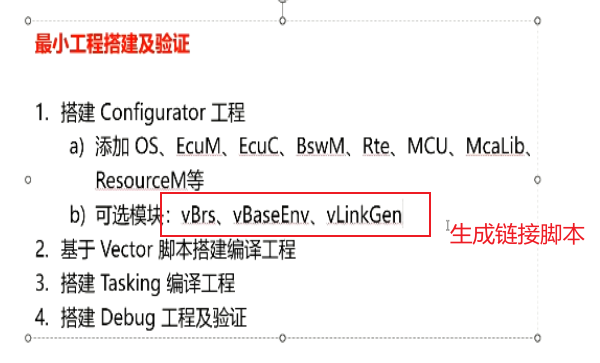 最小工程搭建及验证
1. 搭建 Configurator 工程
a) 添加 OS、EcuM、EcuC、BswM、Rte、MCU、McaLib、
ResourceM等
b) 可选模块：vBrs、vBaseEnv、vLinkGen
生成链接脚本
2. 基于 Vector 脚本搭建编译工程
3. 搭建 Tasking 编译工程
4. 搭建 Debug 工程及验证